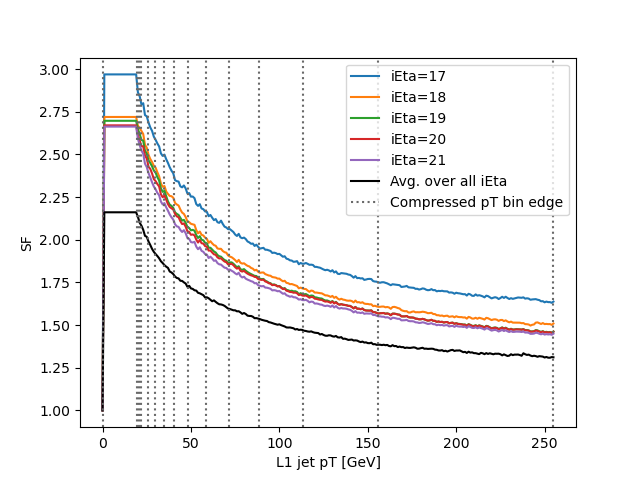 3.00
2.75
2.50
2.25
2.00
1.75
1.50
1.25
1.00
SF
0
50
100
150
200
250
L1 jet pT [GeV]
iEta=17
iEta=18
iEta=19
iEta=20
iEta=21
Avg. over all iEta
Compressed pT bin edge